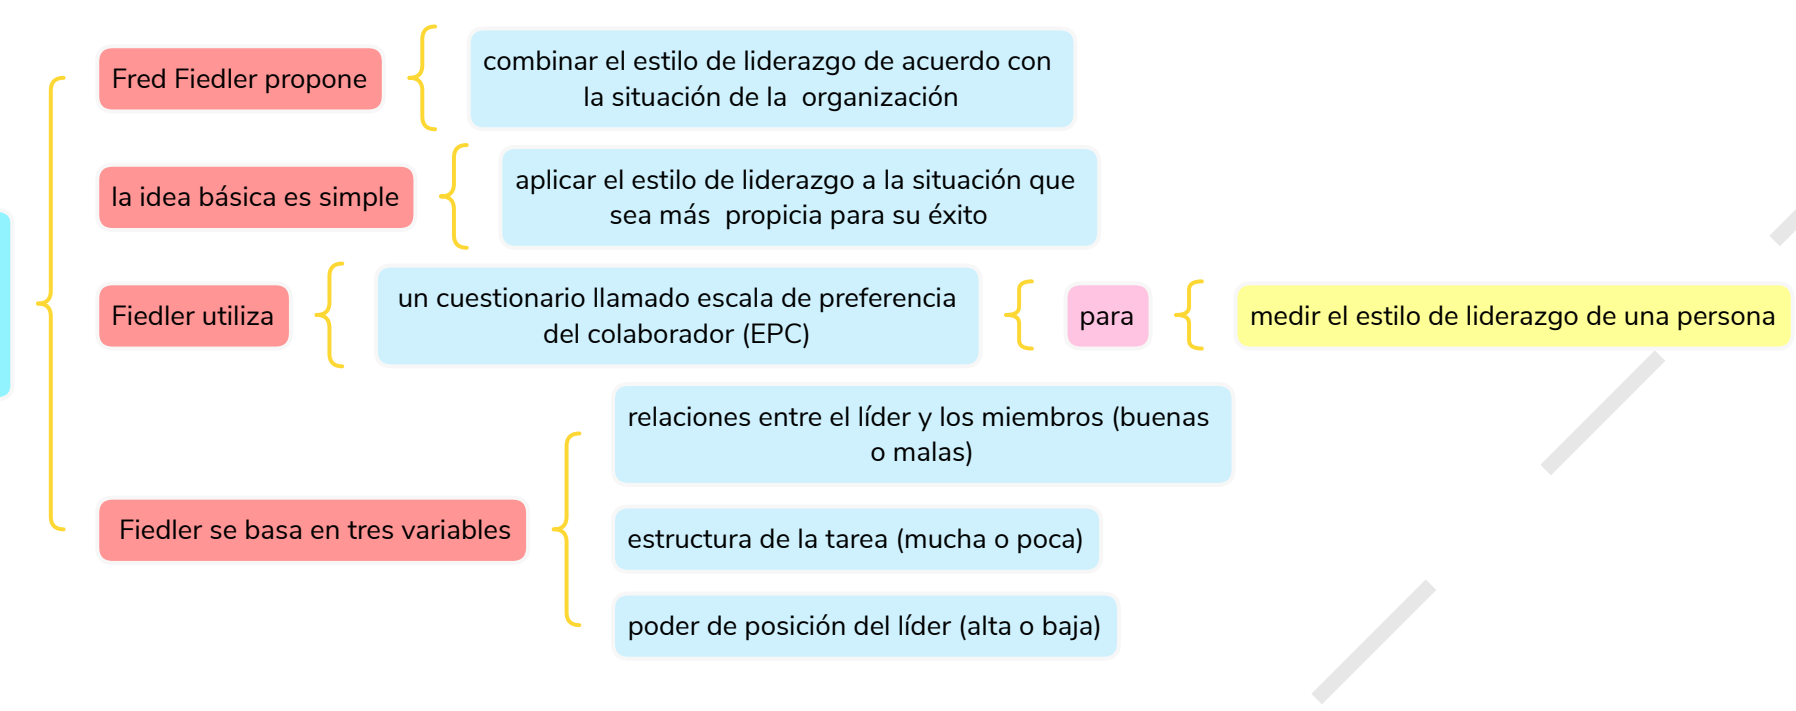 Fred Fiedler propone
combinar el estilo de liderazgo de acuerdo con
la situación de la  organización
la idea básica es simple
aplicar el estilo de liderazgo a la situación que
sea más  propicia para su éxito
Fiedler utiliza
un cuestionario llamado escala de preferencia
del colaborador (EPC)
para
medir el estilo de liderazgo de una persona
Fiedler se basa en tres variables
relaciones entre el líder y los miembros (buenas
o malas)
estructura de la tarea (mucha o poca)
poder de posición del líder (alta o baja)